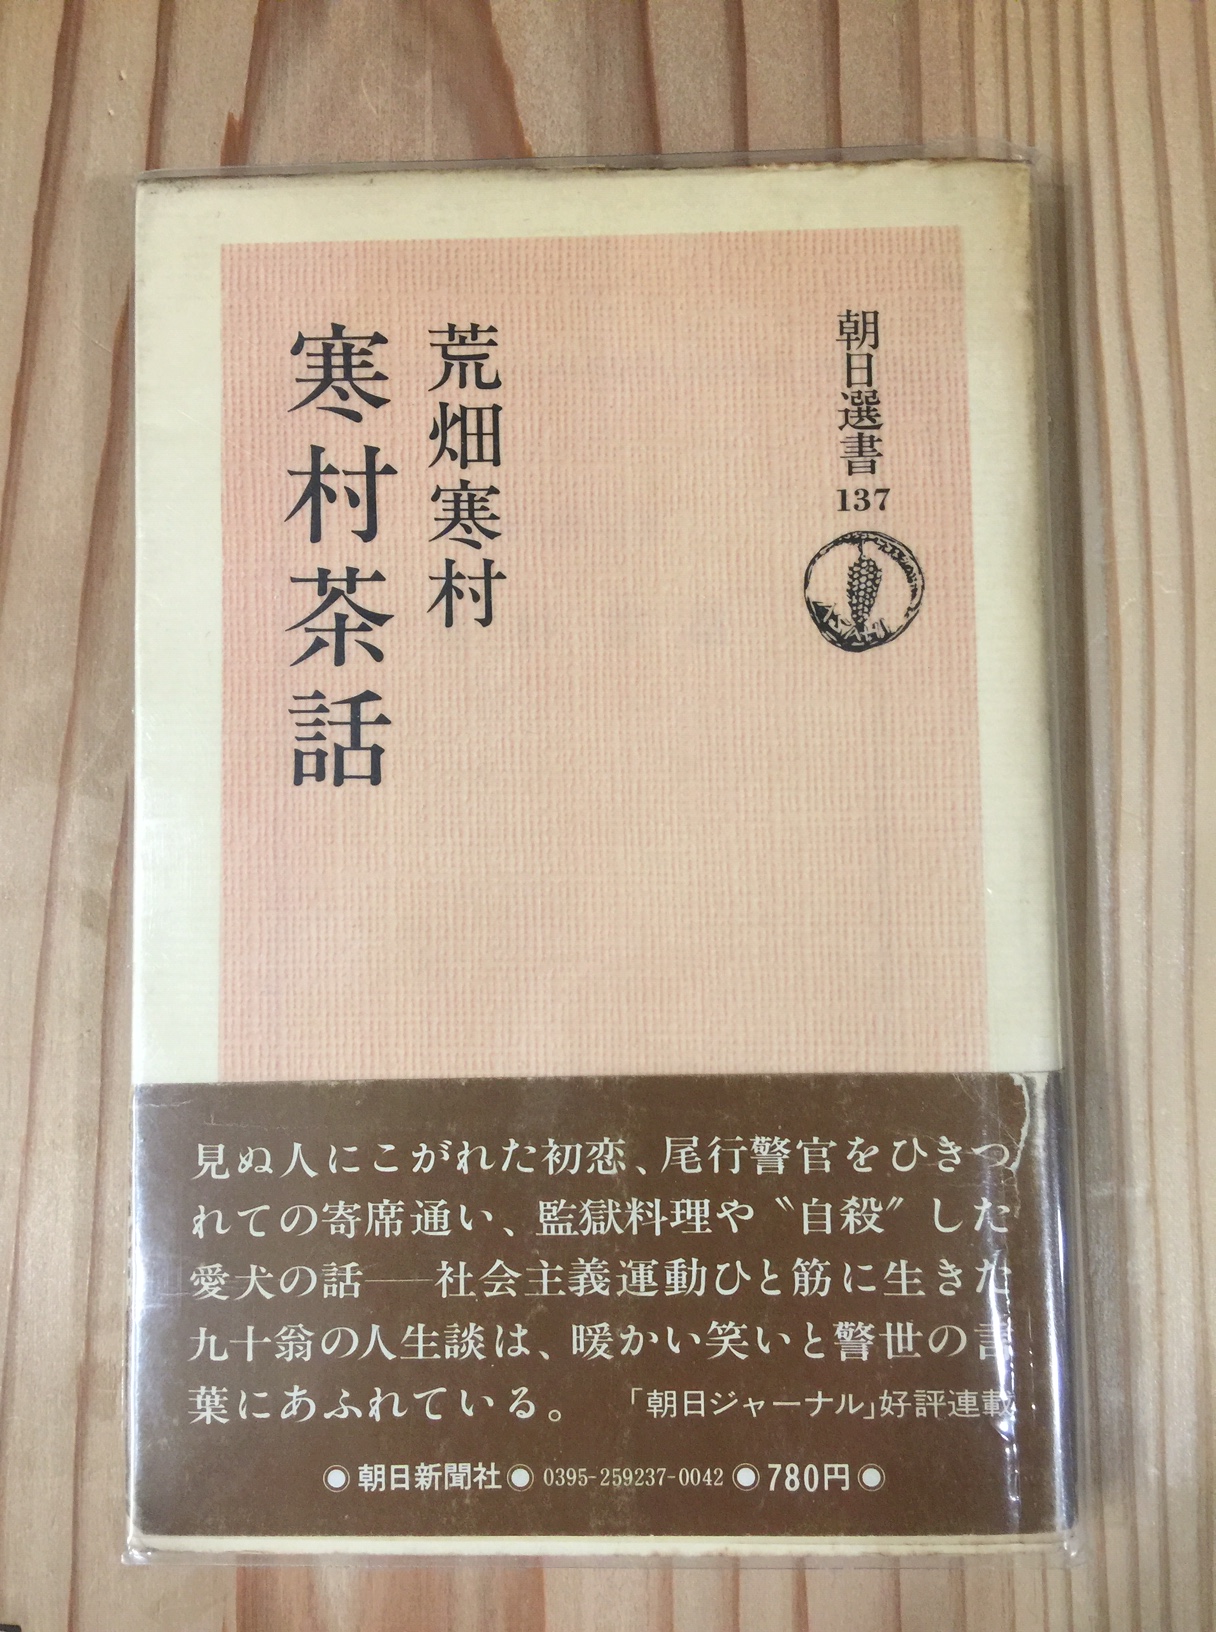 朝日選書
137
ASAHI
荒畑寒村
寒村茶話
見ぬ人にこがれた初恋、尾行警官をひきつ
れての寄席通い、監獄料理や〝自殺〟した
愛犬の話――社会主義運動ひと筋に生きた
九十翁の人生談は、暖かい笑いと警世の言
葉にあふれている。 「朝日ジャーナル」好評連載
◉朝日新聞社◉0395-259237-0042◉780円◉